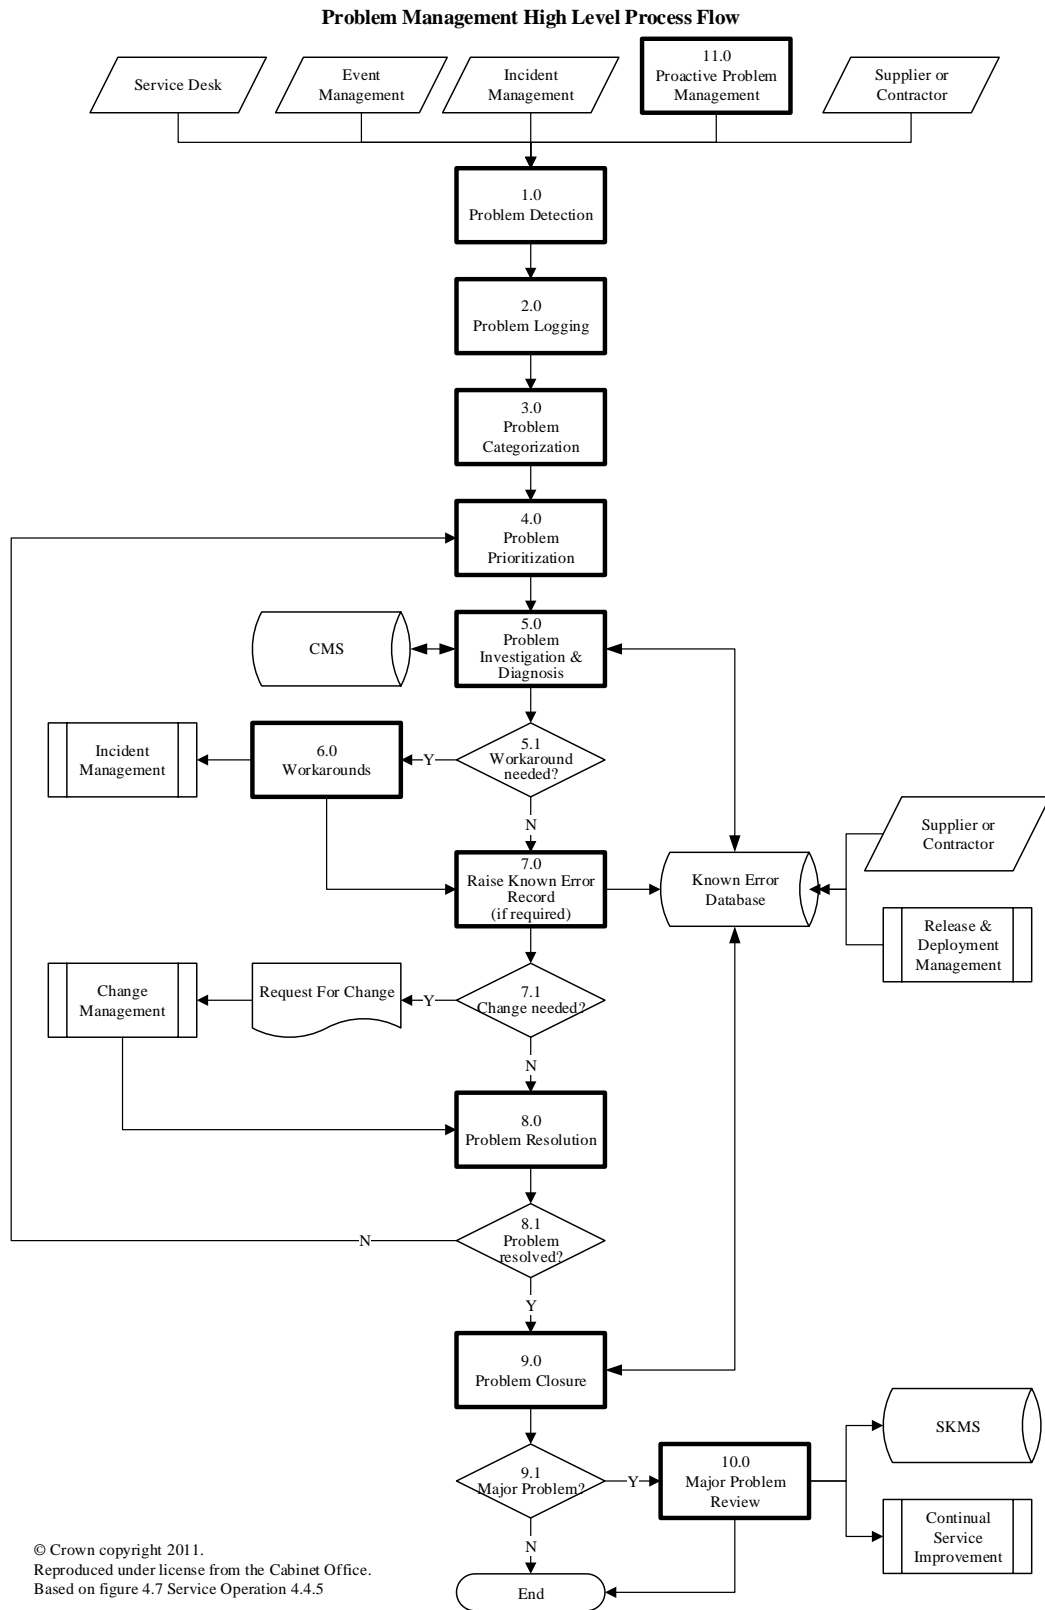 Problem Management High Level Process Flow
Service Desk
Event
Management
Incident
Management
11.0
Proactive Problem
Management
Supplier or
Contractor
1.0
Problem Detection
2.0
Problem Logging
3.0
Problem
Categorization
4.0
Problem
Prioritization
CMS
5.0
Problem
Investigation &
Diagnosis
Incident
Management
6.0
Workarounds
Y
5.1
Workaround
needed?
N
Supplier or
Contractor
7.0
Raise Known Error
Record
(if required)
Known Error
Database
Release &
Deployment
Management
Change
Management
Request For Change
Y
7.1
Change needed?
N
8.0
Problem Resolution
8.1
Problem
resolved?
N
Y
9.0
Problem Closure
9.1
Major Problem?
Y
10.0
Major Problem
Review
SKMS
Continual
Service
Improvement
N
End
© Crown copyright 2011.
Reproduced under license from the Cabinet Office.
Based on figure 4.7 Service Operation 4.4.5